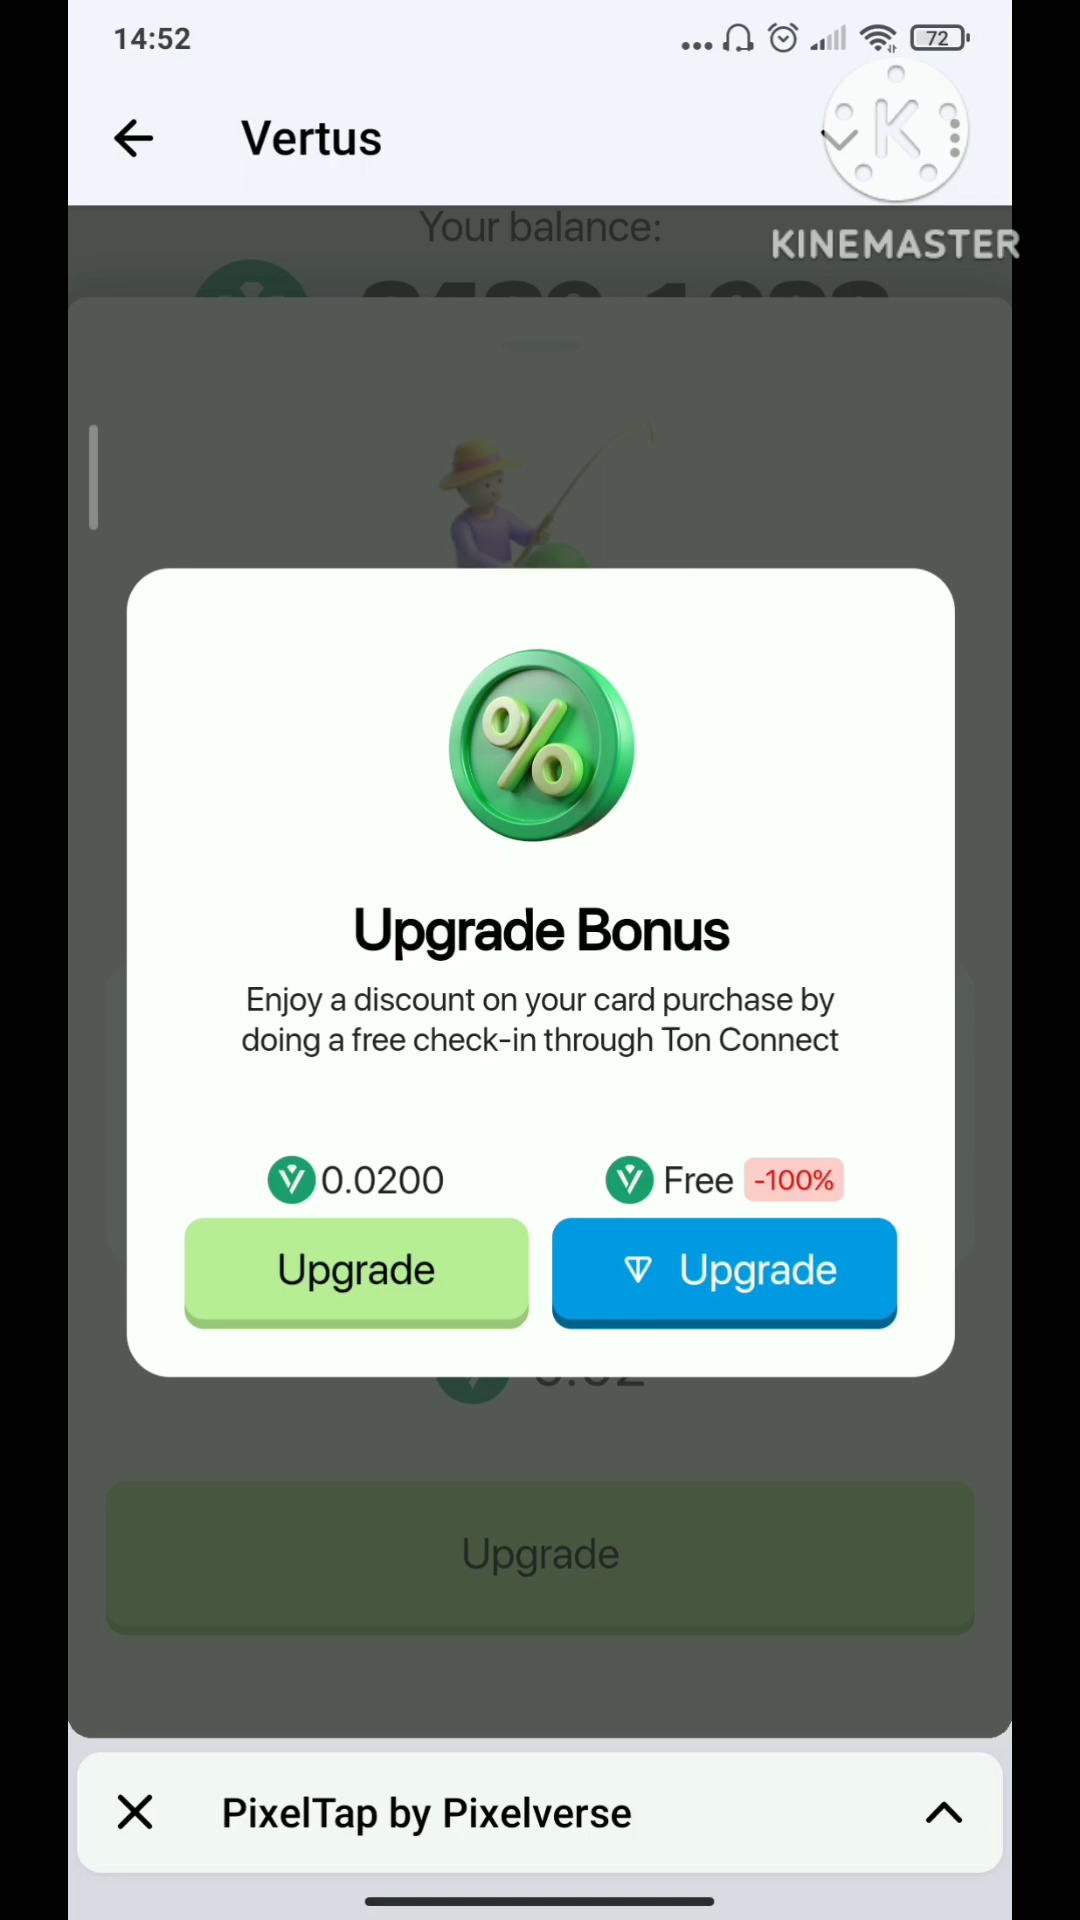 14:52
72
Vertus
K
KINEMASTER
Your balance:
Upgrade Bonus
Enjoy a discount on your card purchase by
doing a free check-in through Ton Connect
0.0200
Free -100%
Upgrade
Upgrade
Upgrade
PixelTap by Pixelverse